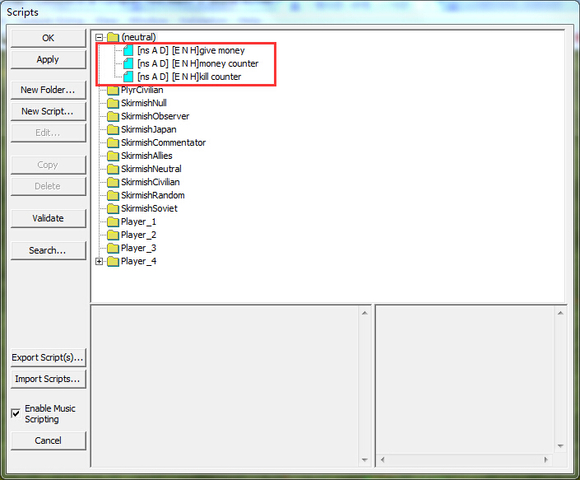 Scripts
OK
Apply
New Folder...
New Script...
Edit...
Copy
Delete
Validate
Search...
Export Script(s)...
Import Scripts...
Enable Music
Scripting
Cancel
(neutral)
[ns A D] [E N H]give money
[ns A D] [E N H]money counter
[ns A D] [E N H]kill counter
PlyrCivilian
SkirmishNull
SkirmishObserver
SkirmishJapan
SkirmishCommentator
SkirmishAllies
SkirmishNeutral
SkirmishCivilian
SkirmishRandom
SkirmishSoviet
Player_1
Player_2
Player_3
Player_4